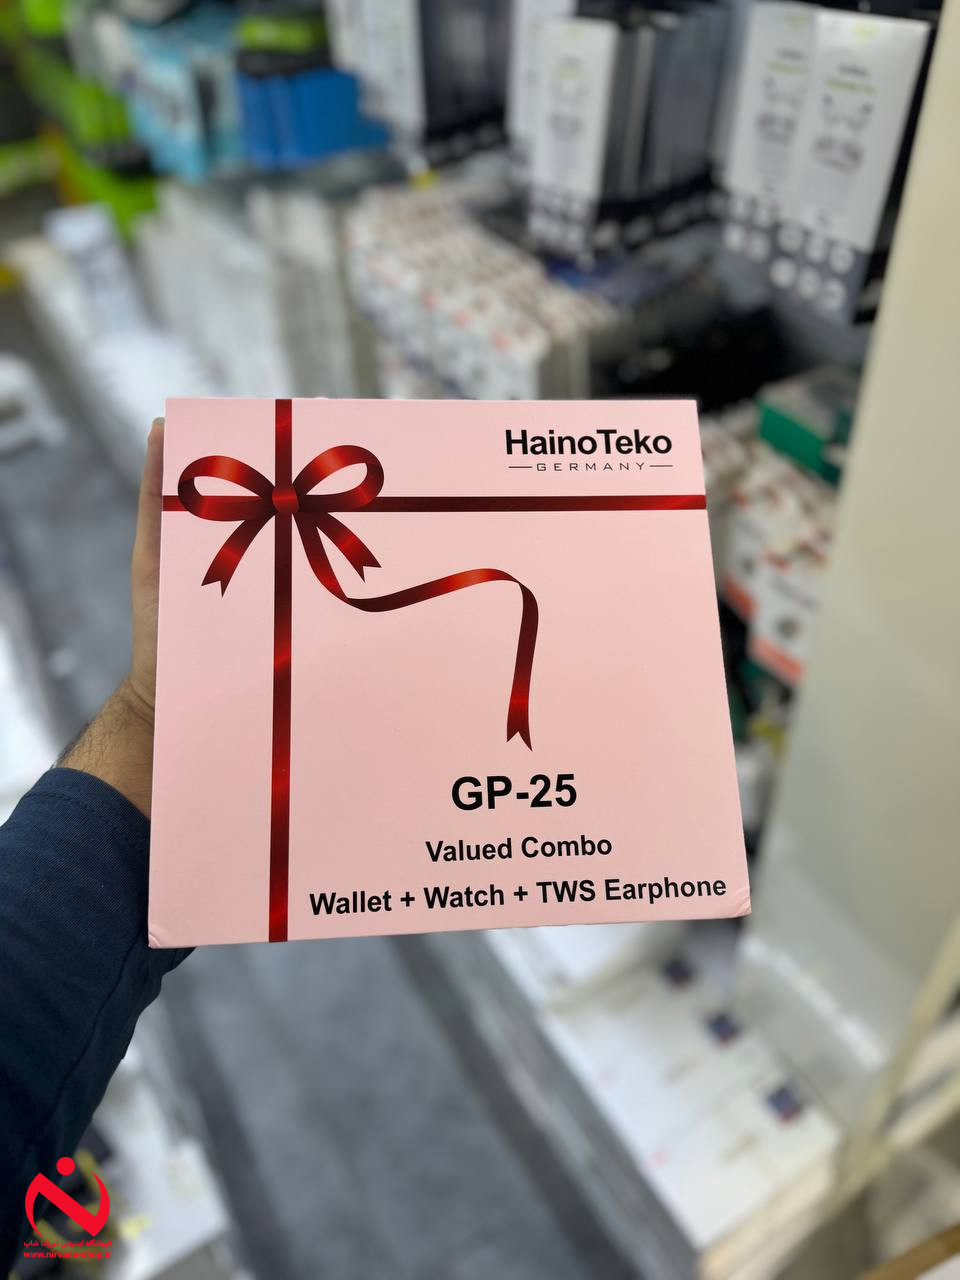 HainoTeko
GERMANY
GP-25
Valued Combo
Wallet + Watch + TWS Earphone